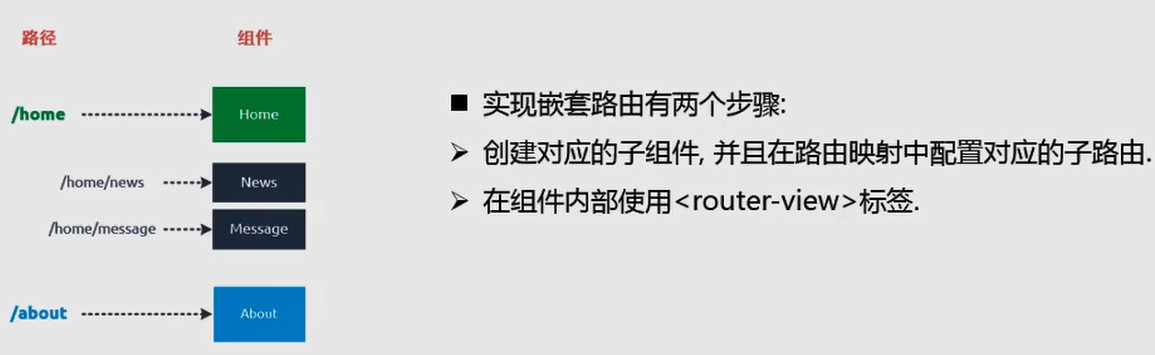 路径 组件
/home Home
/home/news News
/home/message Message
/about About
■ 实现嵌套路由有两个步骤:
➢ 创建对应的子组件, 并且在路由映射中配置对应的子路由.
➢ 在组件内部使用<router-view>标签.